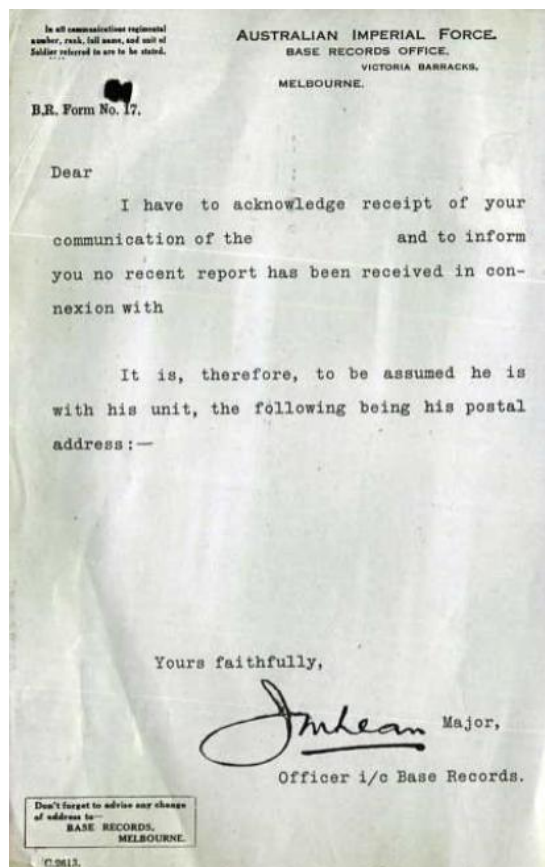 In all communications regimental
number, rank, full name, and unit of
Soldier referred to are to be stated.
AUSTRALIAN IMPERIAL FORCE.
BASE RECORDS OFFICE,
VICTORIA BARRACKS,
MELBOURNE.
B.R. Form No. 17.
Dear
I have to acknowledge receipt of your
communication of the and to inform
you no recent report has been received in con-
nexion with
It is, therefore, to be assumed he is
with his unit, the following being his postal
address:—
Yours faithfully,
JMLean Major,
Officer i/c Base Records.
Don't forget to advise any change
of address to—
BASE RECORDS,
MELBOURNE.
C.2613.